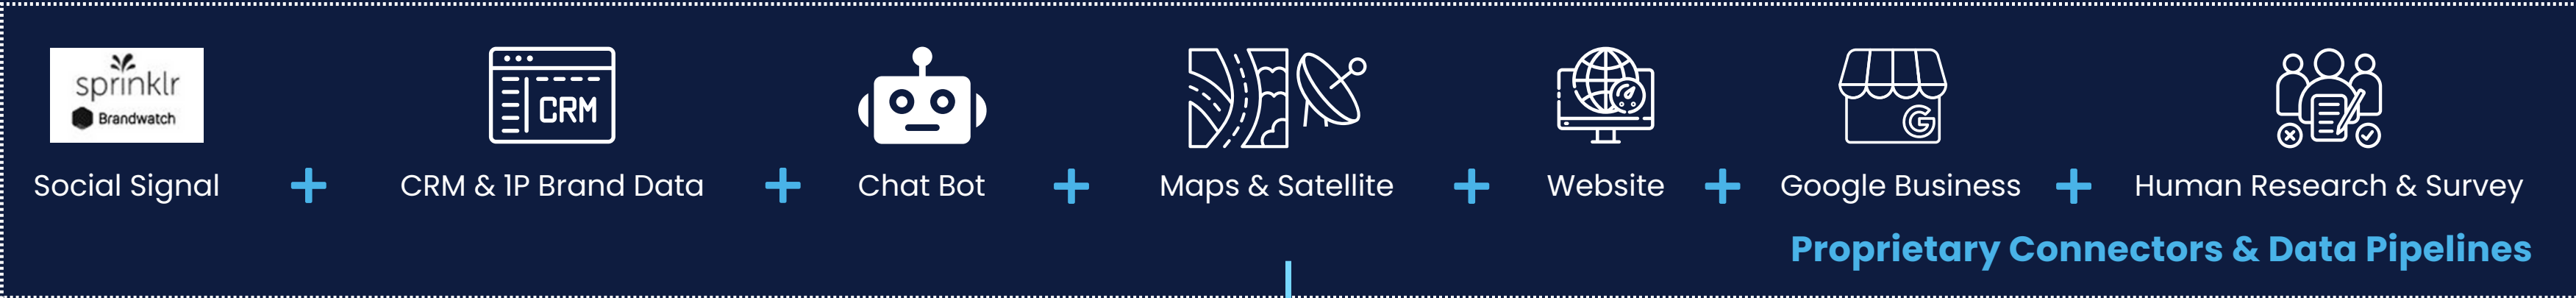 sprinklr
Brandwatch
CRM
G
Social Signal + CRM & 1P Brand Data + Chat Bot + Maps & Satellite + Website + Google Business + Human Research & Survey
Proprietary Connectors & Data Pipelines